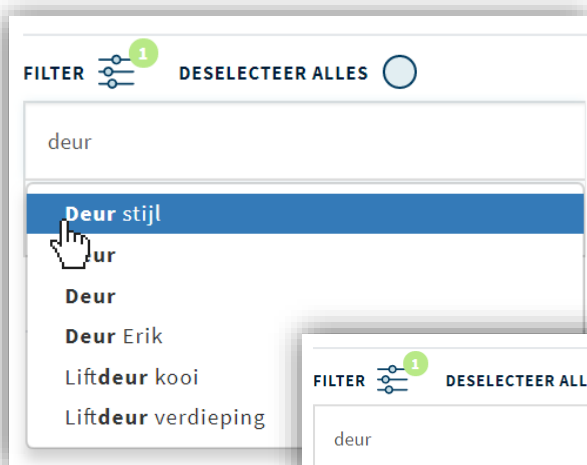 FILTER 1 DESELECTEER ALLES
deur
Deur stijl
ur
Deur
Deur Erik
Liftdeur kooi
Liftdeur verdieping
FILTER 1 DESELECTEER ALL
deur